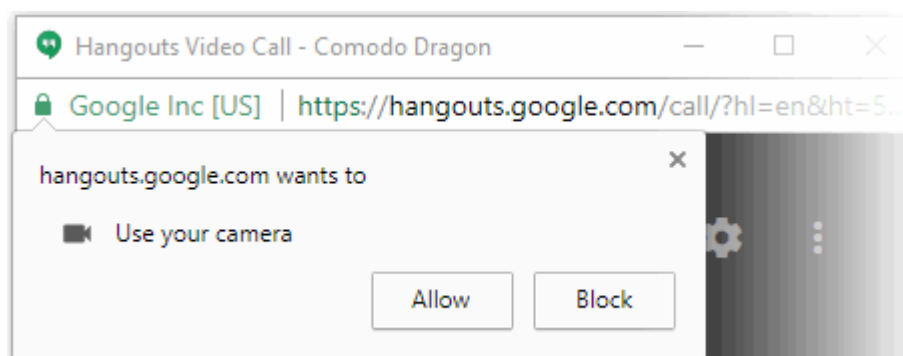 Hangouts Video Call - Comodo Dragon
Google Inc [US] | https://hangouts.google.com/call/?hl=en&ht=5...
hangouts.google.com wants to
Use your camera
Allow Block